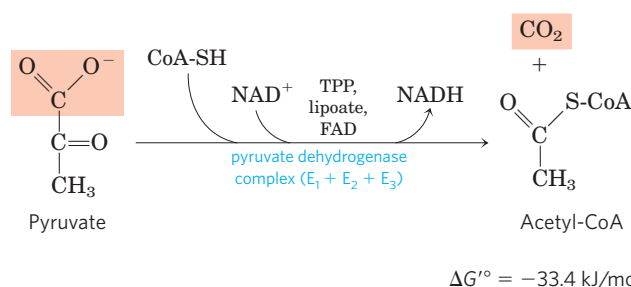 CO₂
+
O
O⁻
C
C=O
CH₃
Pyruvate
CoA-SH
NAD⁺
TPP,
lipoate,
FAD
NADH
pyruvate dehydrogenase
complex (E₁ + E₂ + E₃)
O
S-CoA
C
CH₃
Acetyl-CoA
ΔG′° = −33.4 kJ/mo